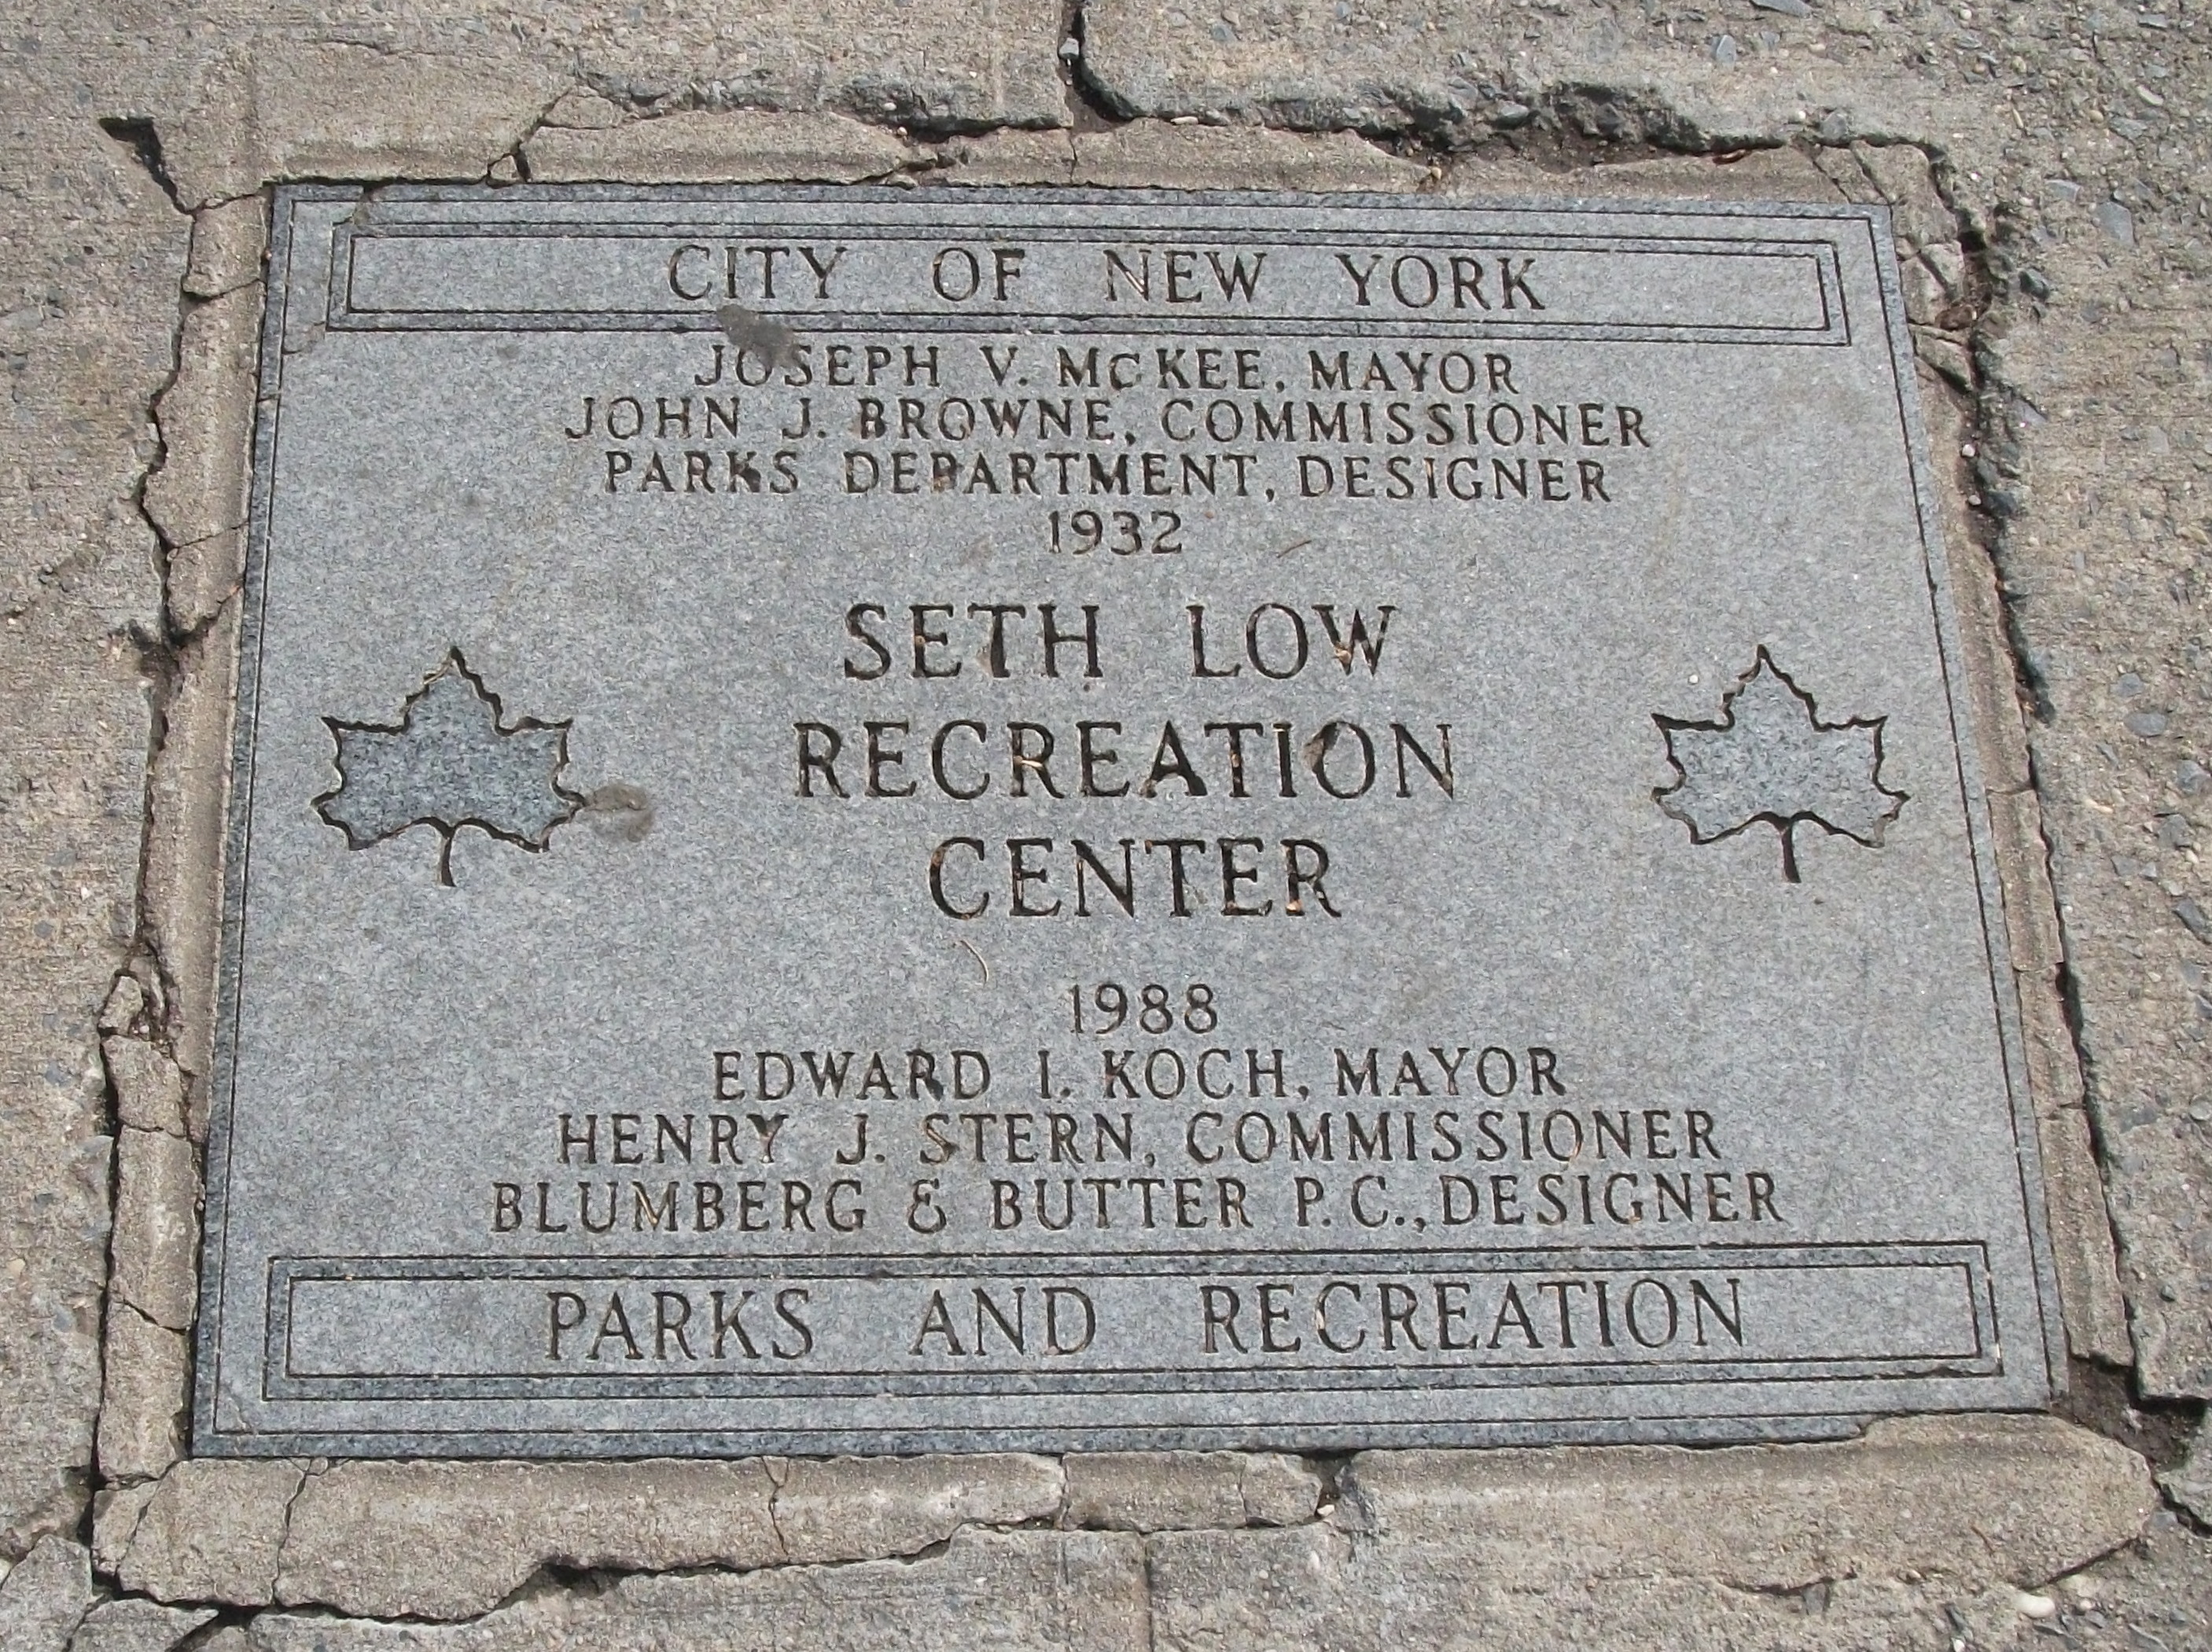 CITY OF NEW YORK
JOSEPH V. McKEE, MAYOR
JOHN J. BROWNE, COMMISSIONER
PARKS DEPARTMENT, DESIGNER
1932
SETH LOW
RECREATION
CENTER
1988
EDWARD I. KOCH, MAYOR
HENRY J. STERN, COMMISSIONER
BLUMBERG & BUTTER P.C., DESIGNER
PARKS AND RECREATION